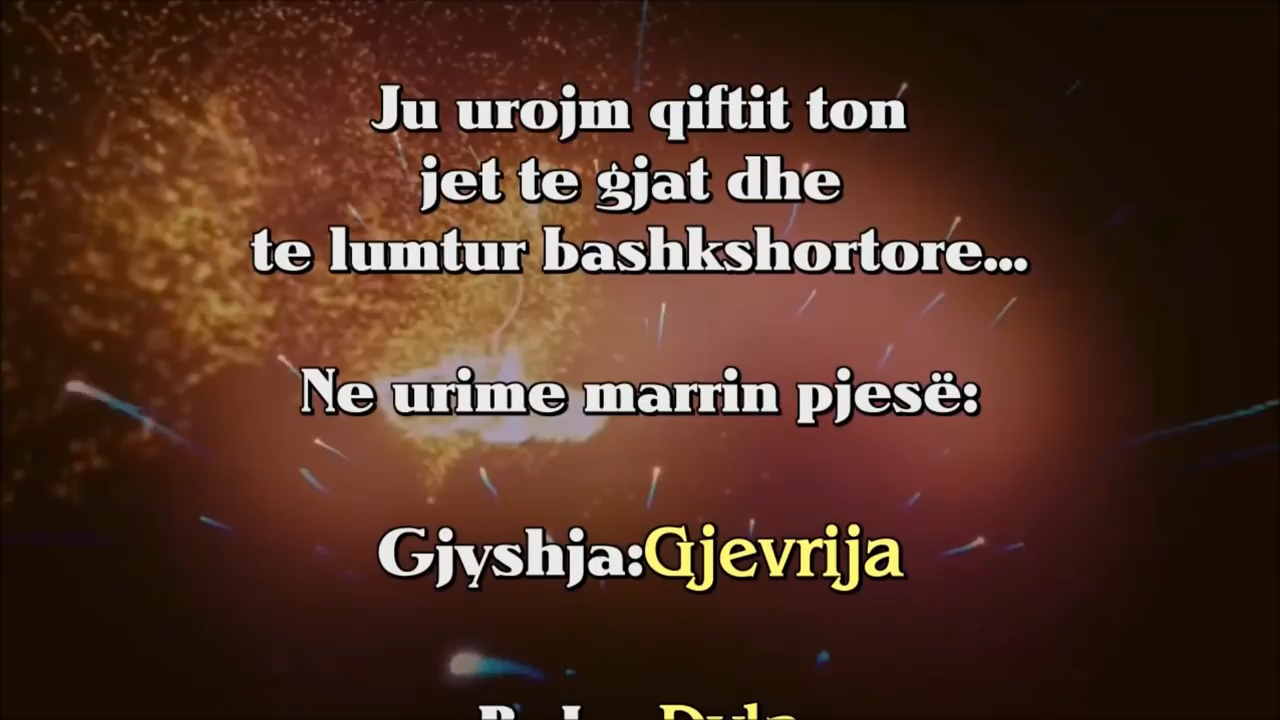 Ju urojm qiftit ton
jet te gjat dhe
te lumtur bashkshortore...
Ne urime marrin pjesë:
Gjyshja:Gjevrija